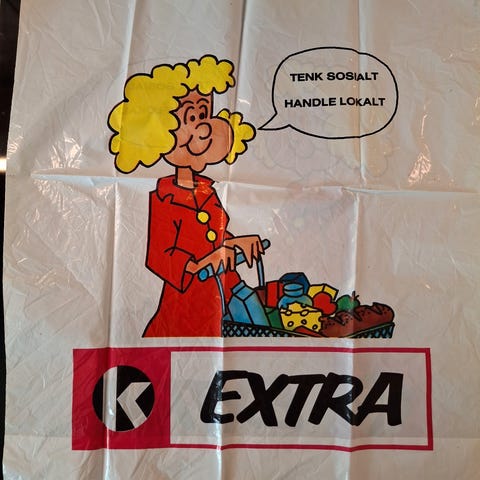 TENK SOSIALT
HANDLE LOKALT
K EXTRA